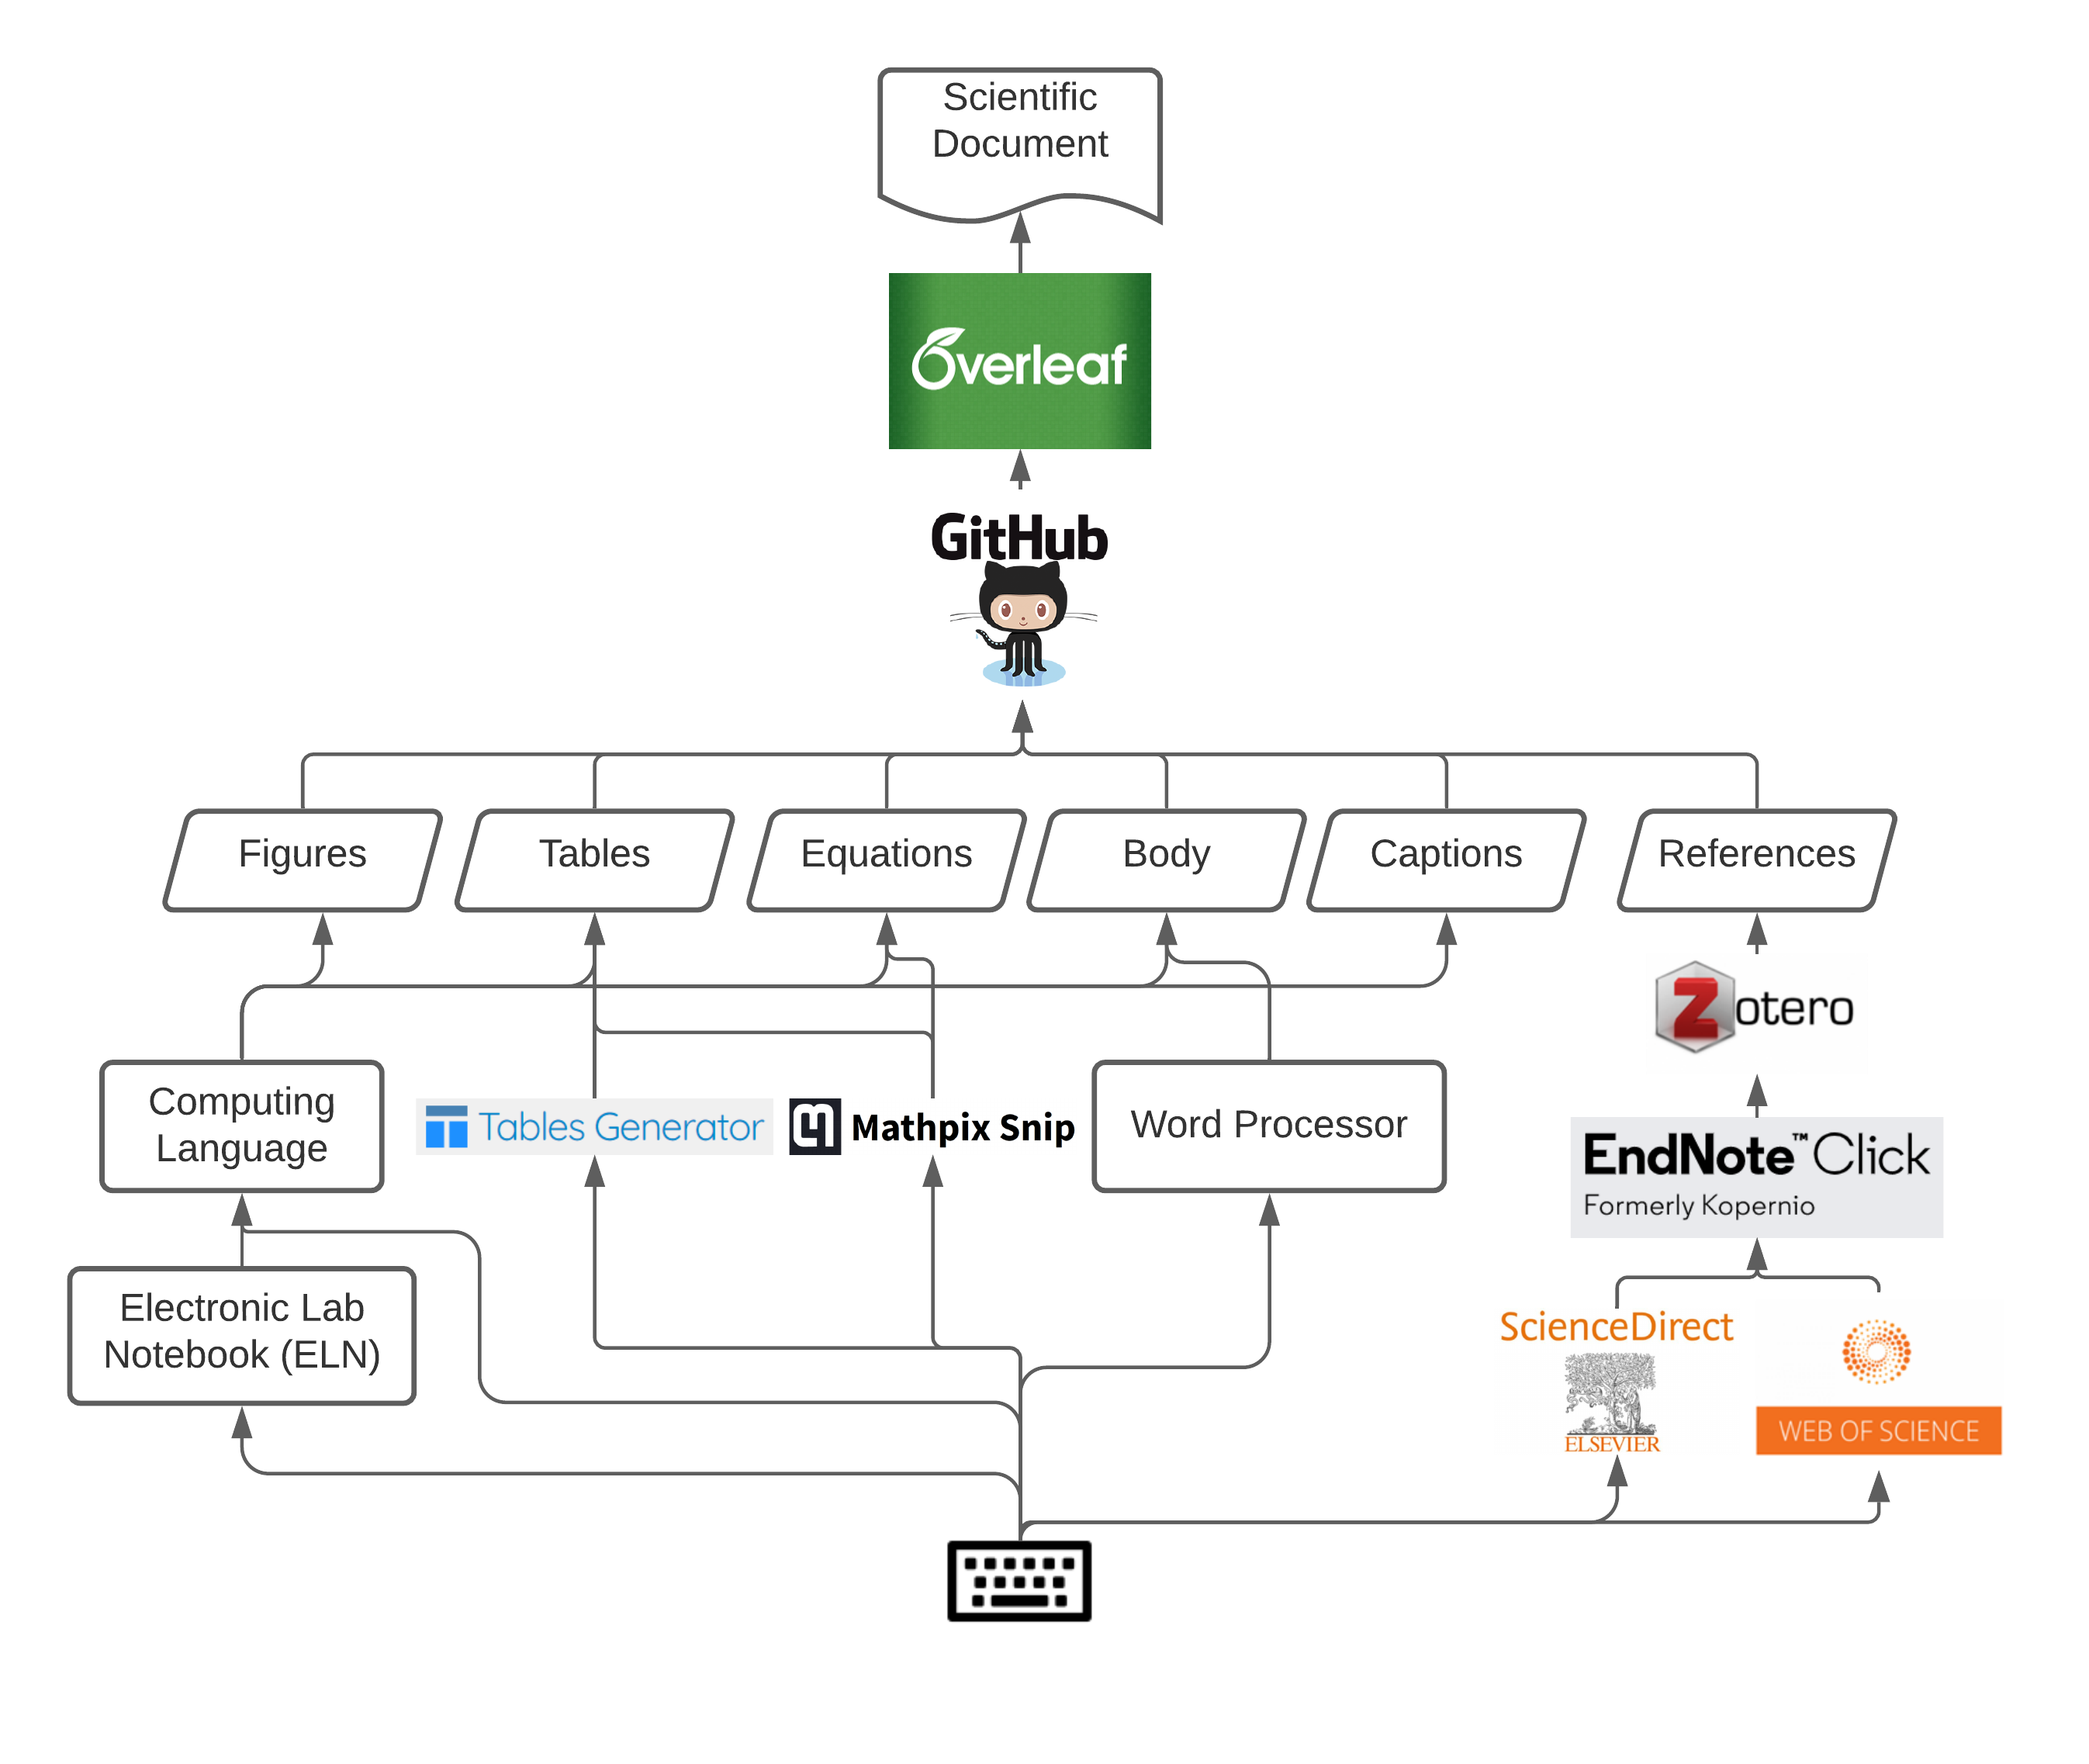 Scientific
Document
Overleaf
GitHub
Figures
Tables
Equations
Body
Captions
References
Zotero
Computing
Language
Tables Generator
Mathpix Snip
Word Processor
EndNote™ Click
Formerly Kopernio
Electronic Lab
Notebook (ELN)
ScienceDirect
ELSEVIER
WEB OF SCIENCE